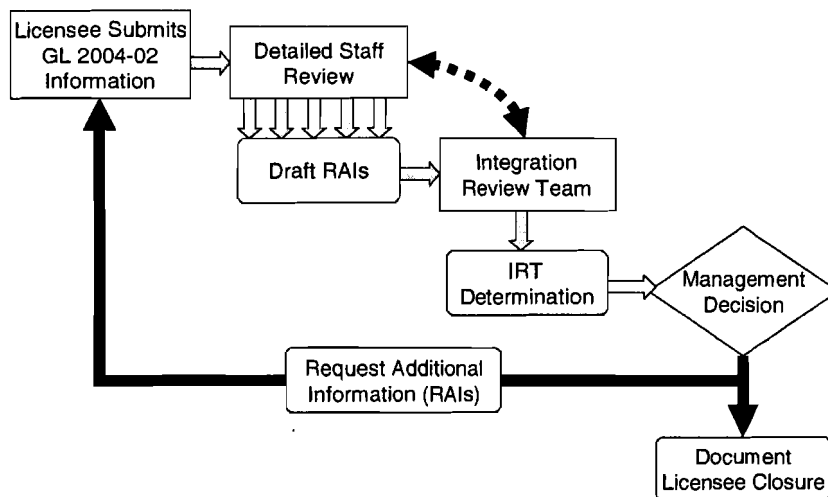 Licensee Submits
GL 2004-02
Information
Detailed Staff
Review
Draft RAIs
Integration
Review Team
IRT
Determination
Management
Decision
Request Additional
Information (RAIs)
Document
Licensee Closure